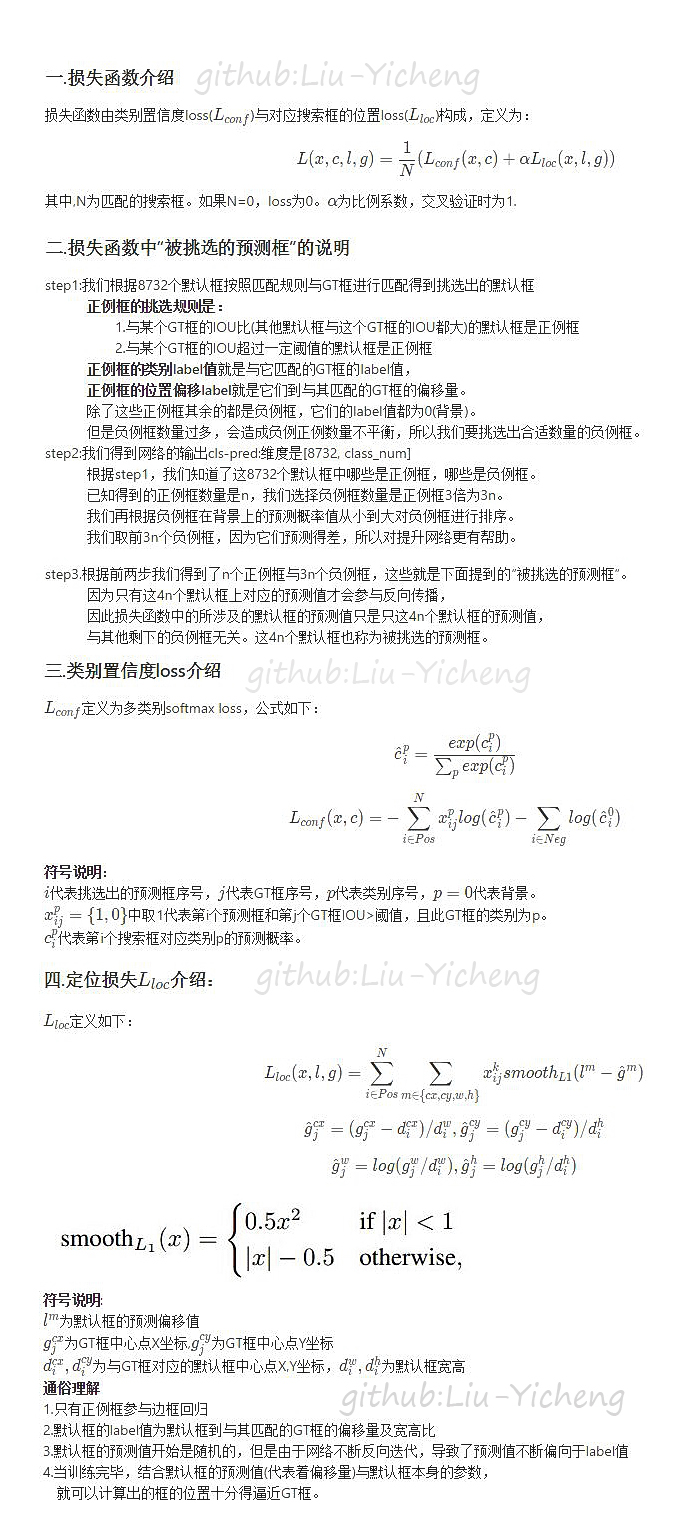 一.损失函数介绍 github:Liu-Yicheng
损失函数由类别置信度loss(L_{conf})与对应搜索框的位置loss(L_{loc})构成，定义为：
L(x, c, l, g) = \frac{1}{N}(L_{conf}(x, c) + αL_{loc}(x, l, g))
其中,N为匹配的搜索框。如果N=0，loss为0。α为比例系数，交叉验证时为1.
二.损失函数中“被挑选的预测框”的说明
step1:我们根据8732个默认框按照匹配规则与GT框进行匹配得到挑选出的默认框
正例框的挑选规则是：
1.与某个GT框的IOU比(其他默认框与这个GT框的IOU都大)的默认框是正例框
2.与某个GT框的IOU超过一定阈值的默认框是正例框
正例框的类别label值就是与它匹配的GT框的label值，
正例框的位置偏移label就是它们到与其匹配的GT框的偏移量。
除了这些正例框其余的都是负例框，它们的label值都为0(背景)。
但是负例框数量过多，会造成负例正例数量不平衡，所以我们要挑选出合适数量的负例框。
step2:我们得到网络的输出cls-pred:维度是[8732, class_num]
根据step1，我们知道了这8732个默认框中哪些是正例框，哪些是负例框。
已知得到的正例框数量是n，我们选择负例框数量是正例框3倍为3n。
我们再根据负例框在背景上的预测概率值从小到大对负例框进行排序。
我们取前3n个负例框，因为它们预测得差，所以对提升网络更有帮助。
step3.根据前两步我们得到了n个正例框与3n个负例框，这些就是下面提到的“被挑选的预测框”。
因为只有这4n个默认框上对应的预测值才会参与反向传播，
因此损失函数中的所涉及的默认框的预测值只是只这4n个默认框的预测值，
与其他剩下的负例框无关。这4n个默认框也称为被挑选的预测框。
三.类别置信度loss介绍 github:Liu-Yicheng
L_{conf}定义为多类别softmax loss，公式如下：
\hat{c}_i^p = \frac{exp(c_i^p)}{\sum_p exp(c_i^p)}
L_{conf}(x, c) = -\sum_{i∈Pos}^{N} x_{ij}^p log(\hat{c}_i^p) - \sum_{i∈Neg} log(\hat{c}_i^0)
符号说明：
i代表挑选出的预测框序号，j代表GT框序号，p代表类别序号，p = 0代表背景。
x_{ij}^p = {1, 0}中取1代表第i个预测框和第j个GT框IOU>阈值，且此GT框的类别为p。
c_i^p代表第i个搜索框对应类别p的预测概率。
四.定位损失L_{loc}介绍： github:Liu-Yicheng
L_{loc}定义如下：
L_{loc}(x, l, g) = \sum_{i∈Pos}^{N} \sum_{m∈{cx,cy,w,h}} x_{ij}^k smooth_{L1}(l^m - \hat{g}^m)
\hat{g}_j^{cx} = (g_j^{cx} - d_i^{cx})/d_i^w, \hat{g}_j^{cy} = (g_j^{cy} - d_i^{cy})/d_i^h
\hat{g}_j^w = log(g_j^w/d_i^w), \hat{g}_j^h = log(g_j^h/d_i^h)
smooth_{L_1}(x) = { 0.5x^2 if |x| < 1
|x| - 0.5 otherwise,
符号说明:
l^m为默认框的预测偏移值
g_j^{cx}为GT框中心点X坐标.g_j^{cy}为GT框中心点Y坐标
d_i^{cx}, d_i^{cy}为与GT框对应的默认框中心点X,Y坐标，d_i^w, d_i^h为默认框宽高
通俗理解 github:Liu-Yicheng
1.只有正例框参与边框回归
2.默认框的label值为默认框到与其匹配的GT框的偏移量及宽高比
3.默认框的预测值开始是随机的，但是由于网络不断反向迭代，导致了预测值不断偏向于label值
4.当训练完毕，结合默认框的预测值(代表着偏移量)与默认框本身的参数，
就可以计算出的框的位置十分得逼近GT框。